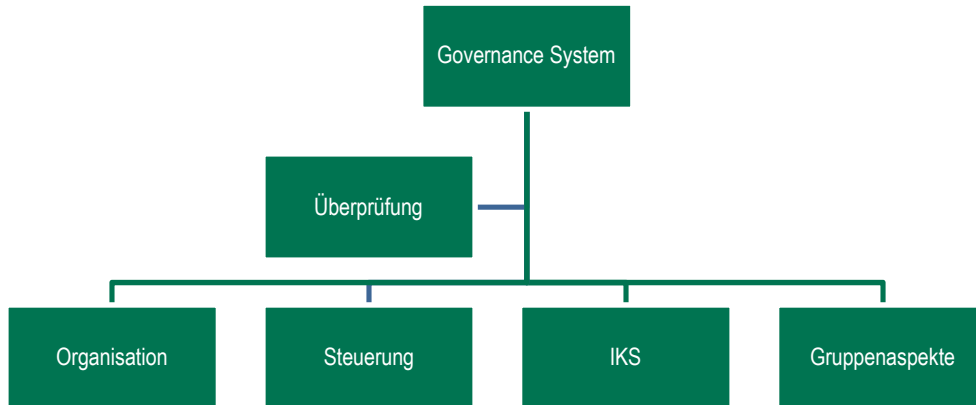 Governance System
Überprüfung
Organisation
Steuerung
IKS
Gruppenaspekte